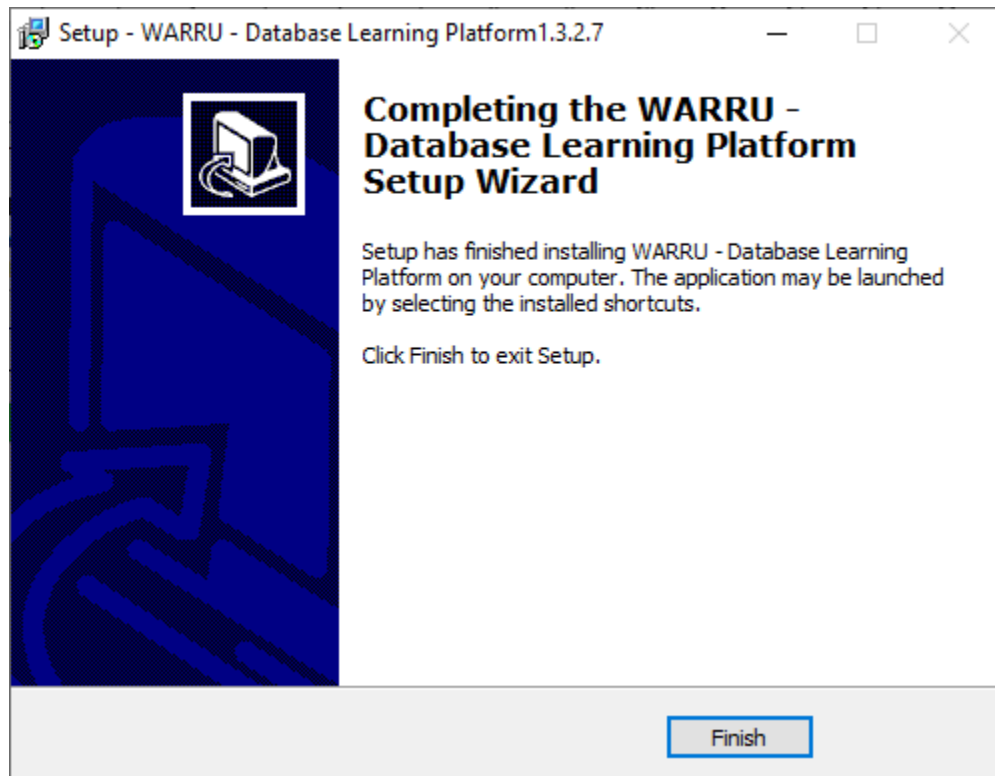 Setup - WARRU - Database Learning Platform1.3.2.7
Completing the WARRU -
Database Learning Platform
Setup Wizard
Setup has finished installing WARRU - Database Learning
Platform on your computer. The application may be launched
by selecting the installed shortcuts.
Click Finish to exit Setup.
Finish